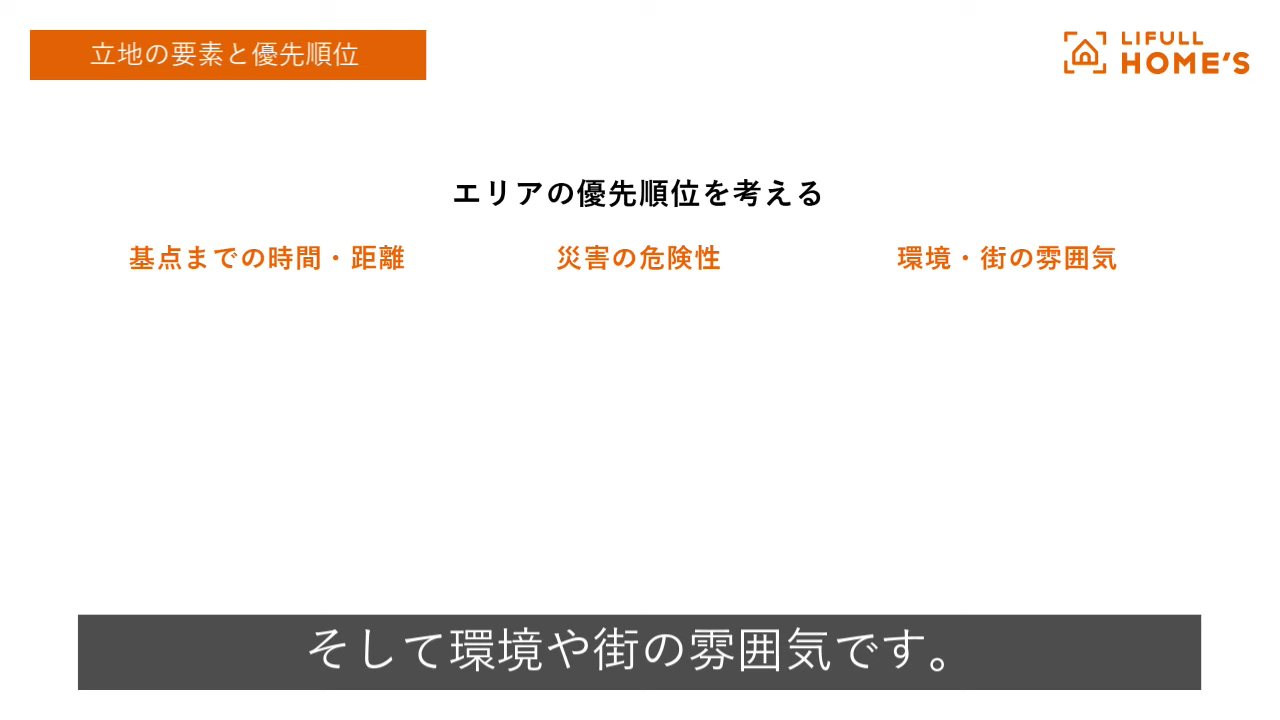 立地の要素と優先順位
LIFULL
HOME'S
エリアの優先順位を考える
基点までの時間・距離
災害の危険性
環境・街の雰囲気
そして環境や街の雰囲気です。